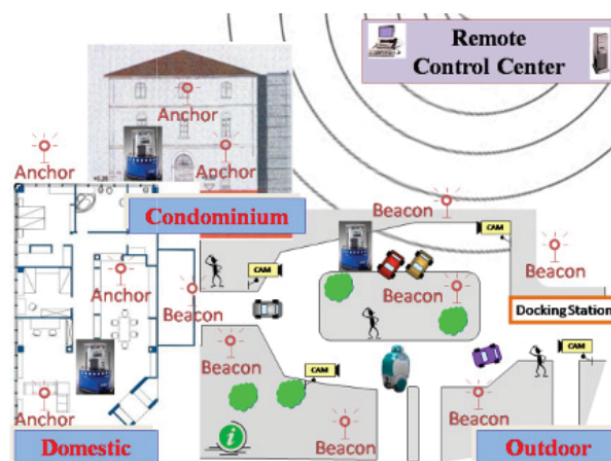 Remote
Control Center
Anchor
Anchor
Anchor
Condominium
Beacon
Beacon
CAM
CAM
Anchor
Beacon
Beacon
Docking Station
Beacon
CAM
CAM
Anchor
Beacon
Beacon
i
Domestic
Outdoor